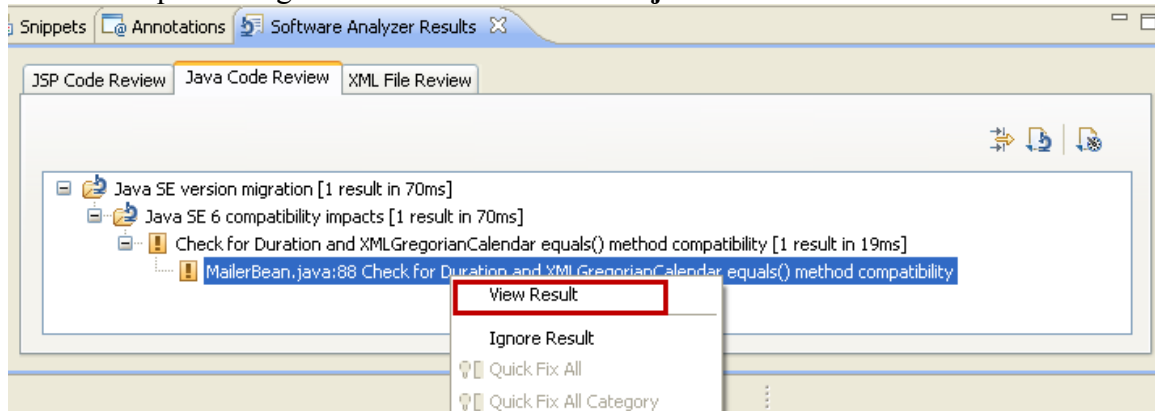 Snippets Annotations Software Analyzer Results
JSP Code Review Java Code Review XML File Review
Java SE version migration [1 result in 70ms]
Java SE 6 compatibility impacts [1 result in 70ms]
Check for Duration and XMLGregorianCalendar equals() method compatibility [1 result in 19ms]
MailerBean.java:88 Check for Duration and XMLGregorianCalendar equals() method compatibility
View Result
Ignore Result
Quick Fix All
Quick Fix All Category